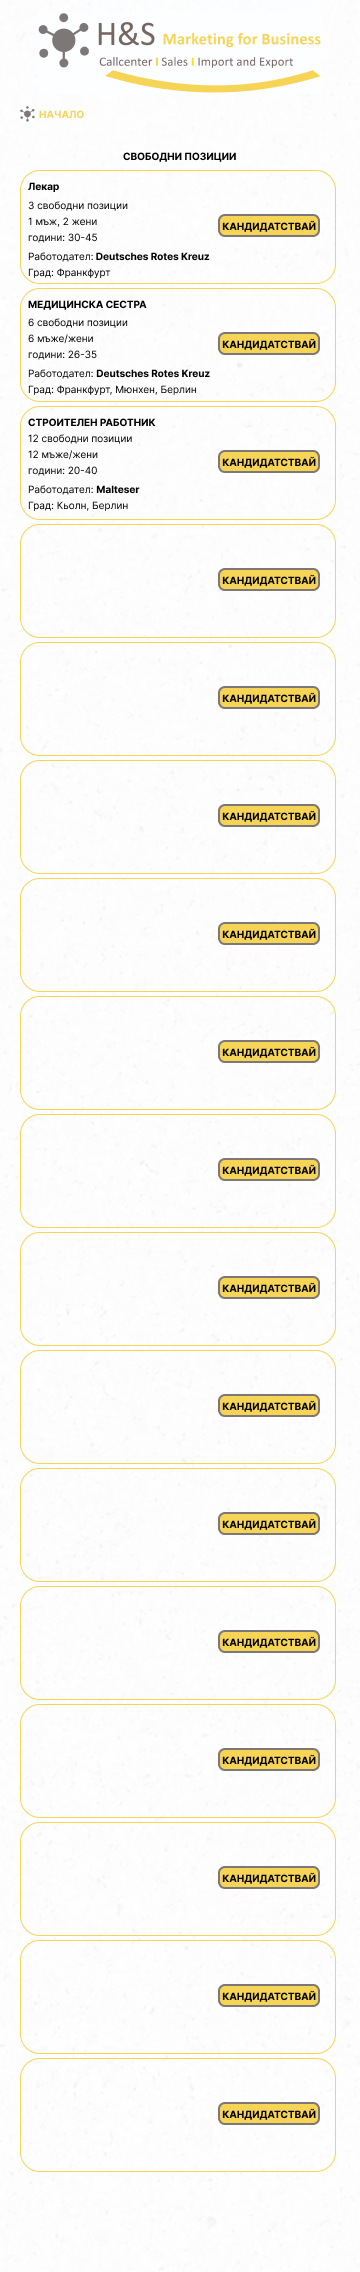 H&S Marketing for Business
Callcenter I Sales I Import and Export
НАЧАЛО
СВОБОДНИ ПОЗИЦИИ
Лекар
3 свободни позиции
1 мъж, 2 жени
години: 30-45
КАНДИДАТСТВАЙ
Работодател: Deutsches Rotes Kreuz
Град: Франкфурт
МЕДИЦИНСКА СЕСТРА
6 свободни позиции
6 мъже/жени
години: 26-35
КАНДИДАТСТВАЙ
Работодател: Deutsches Rotes Kreuz
Град: Франкфурт, Мюнхен, Берлин
СТРОИТЕЛЕН РАБОТНИК
12 свободни позиции
12 мъже/жени
години: 20-40
КАНДИДАТСТВАЙ
Работодател: Malteser
Град: Кьолн, Берлин
КАНДИДАТСТВАЙ
КАНДИДАТСТВАЙ
КАНДИДАТСТВАЙ
КАНДИДАТСТВАЙ
КАНДИДАТСТВАЙ
КАНДИДАТСТВАЙ
КАНДИДАТСТВАЙ
КАНДИДАТСТВАЙ
КАНДИДАТСТВАЙ
КАНДИДАТСТВАЙ
КАНДИДАТСТВАЙ
КАНДИДАТСТВАЙ
КАНДИДАТСТВАЙ
КАНДИДАТСТВАЙ